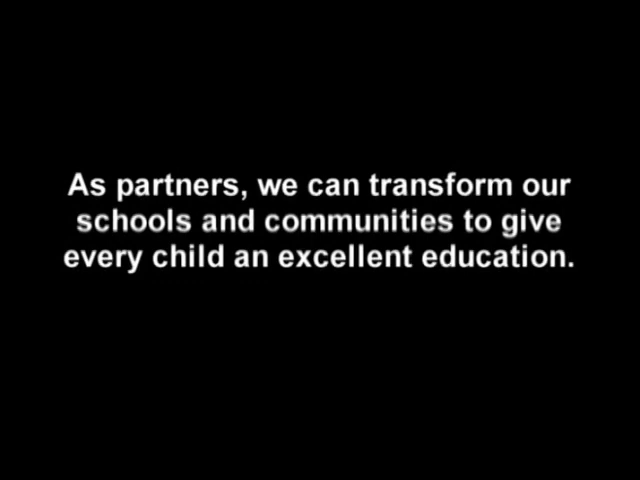 As partners, we can transform our
schools and communities to give
every child an excellent education.